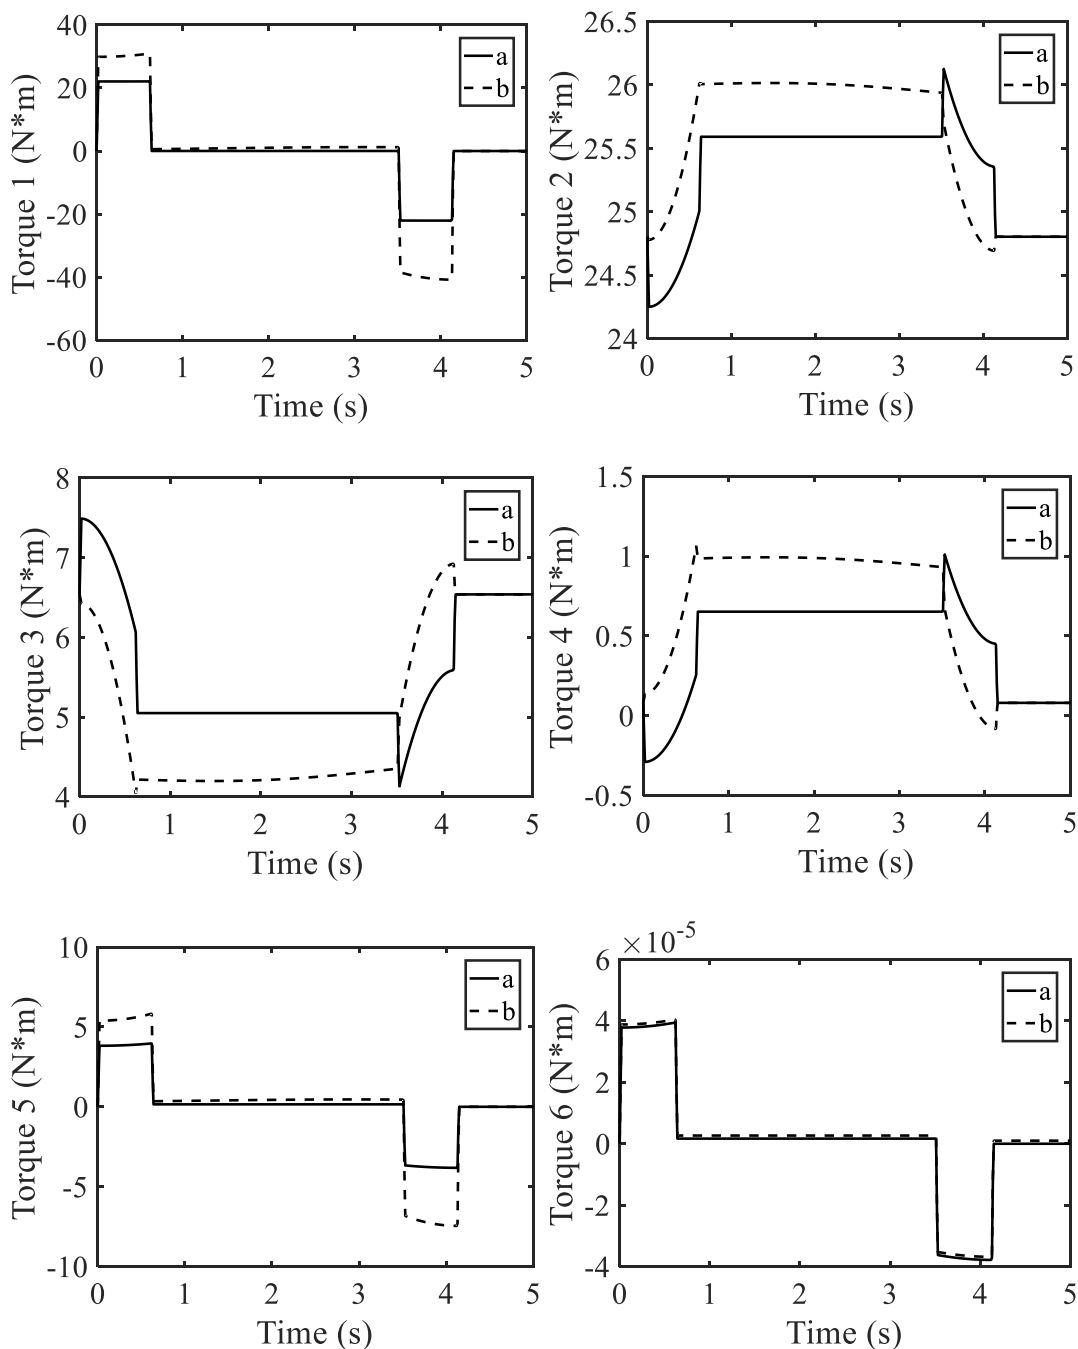 Torque 1 (N*m)
40
20
0
-20
-40
-60
a
b
0 1 2 3 4 5
Time (s)
Torque 2 (N*m)
26.5
26
25.5
25
24.5
24
a
b
0 1 2 3 4 5
Time (s)
Torque 3 (N*m)
8
7
6
5
4
a
b
0 1 2 3 4 5
Time (s)
Torque 4 (N*m)
1.5
1
0.5
0
-0.5
a
b
0 1 2 3 4 5
Time (s)
Torque 5 (N*m)
10
5
0
-5
-10
a
b
0 1 2 3 4 5
Time (s)
Torque 6 (N*m)
×10⁻⁵
6
4
2
0
-2
-4
a
b
0 1 2 3 4 5
Time (s)